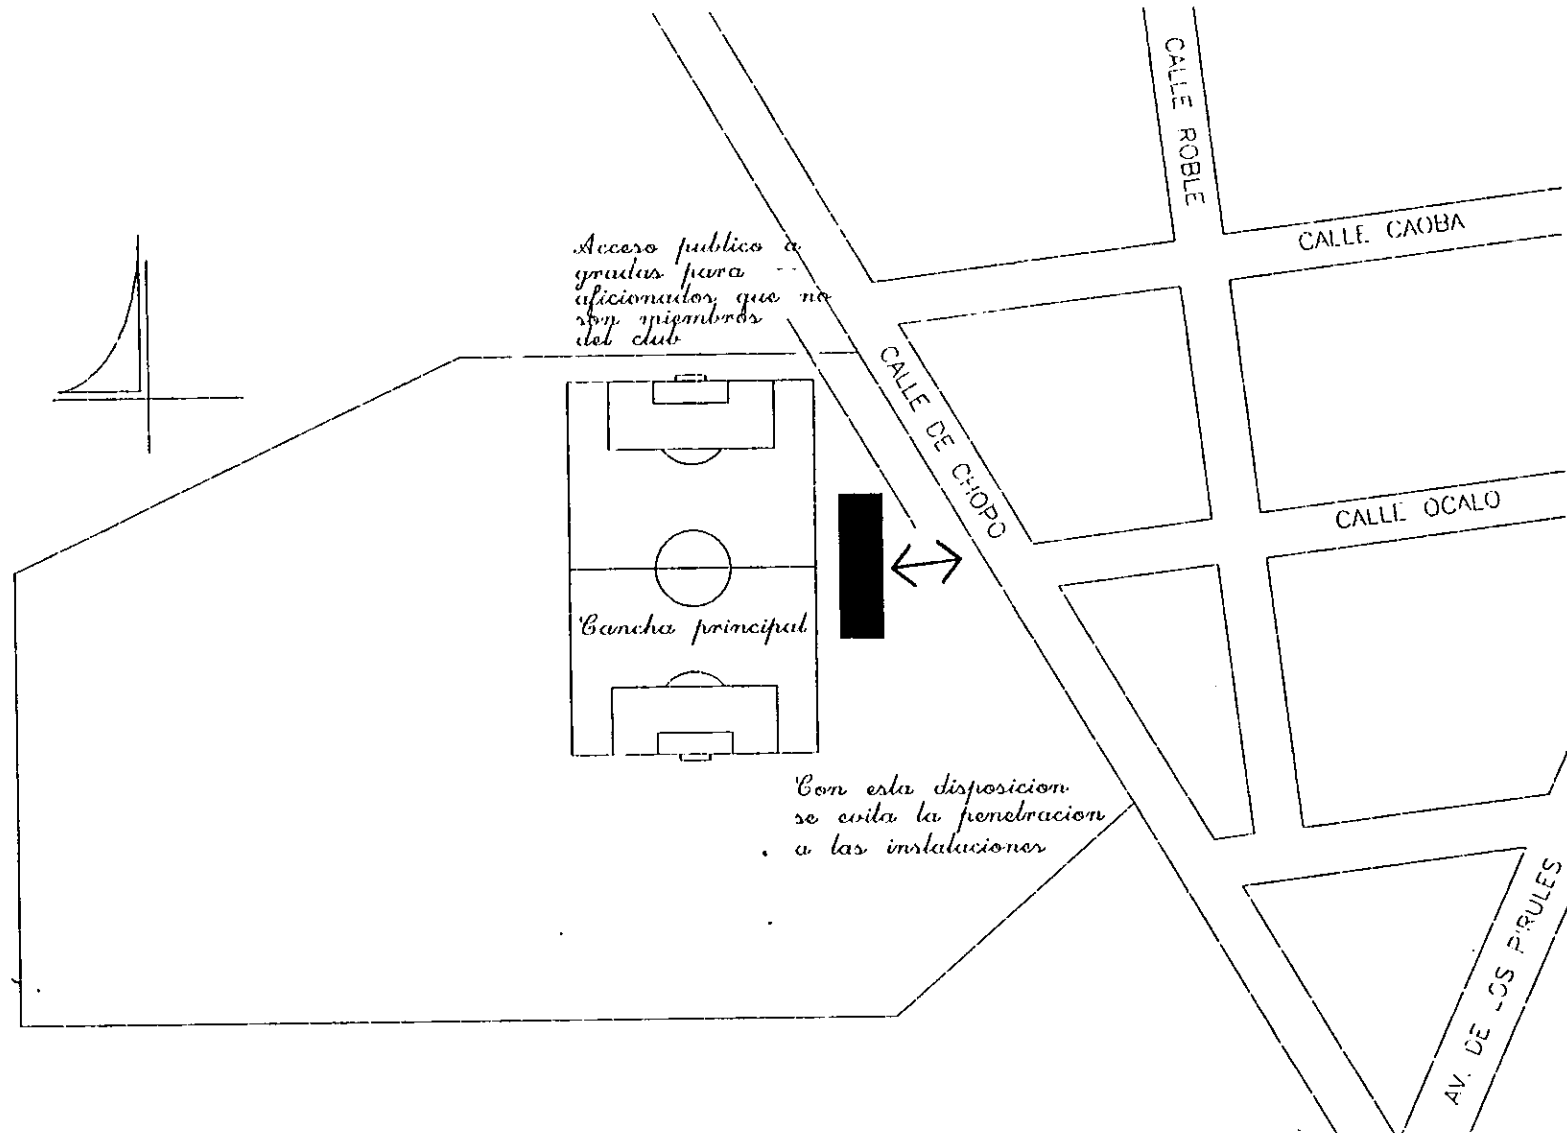 CALLE ROBLE
CALLE CAOBA
Acceso publico a
gradas para
aficionados que no
son miembros
del club
CALLE DE CHOPO
CALLE OCALO
Cancha principal
Con esta disposicion
se evita la penetracion
a las instalaciones
AV. DE LOS PIRULES